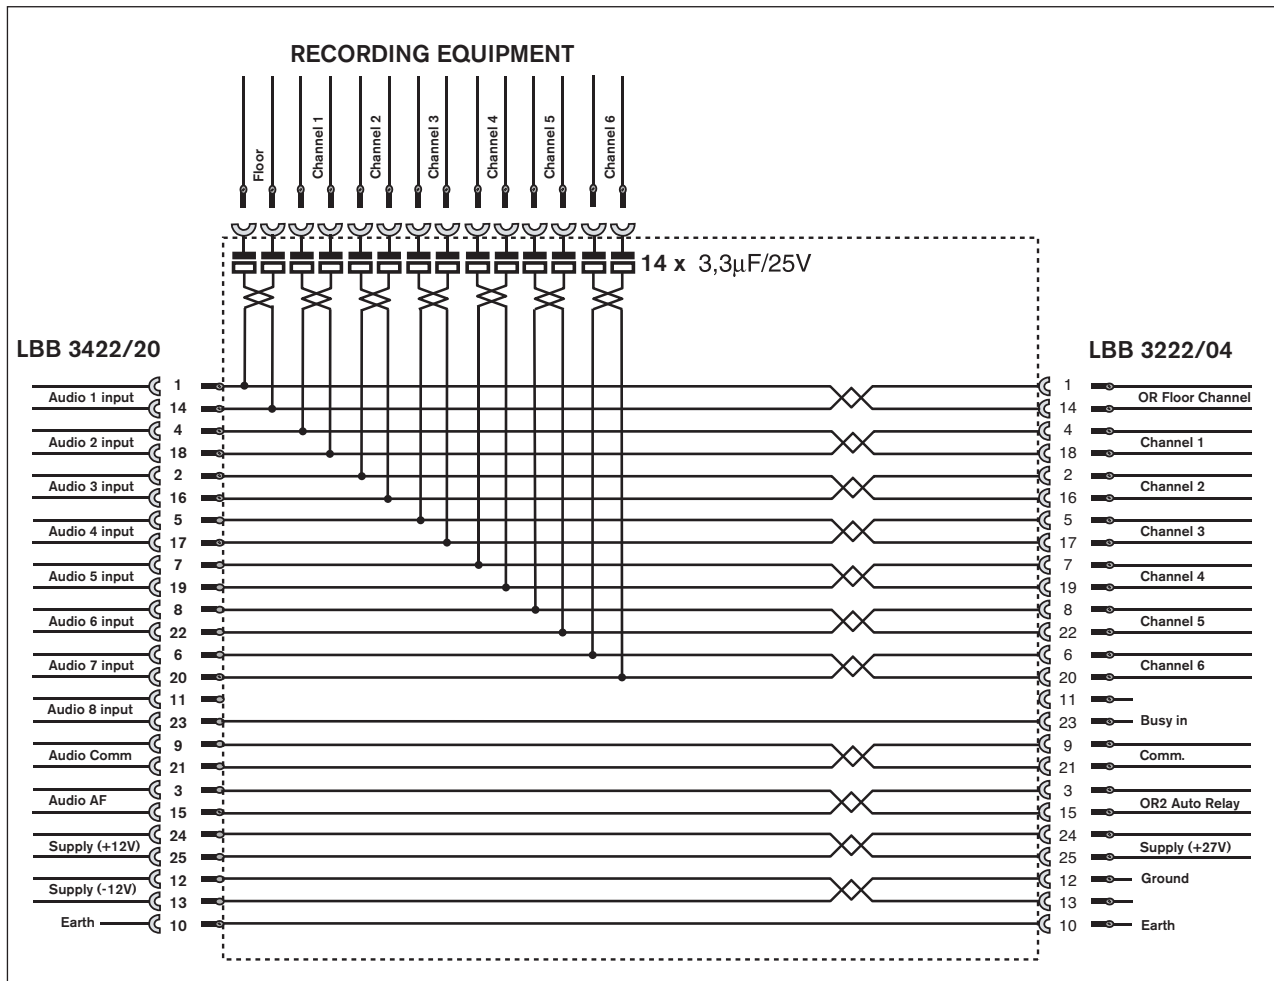 RECORDING EQUIPMENT
Floor
Channel 1
Channel 2
Channel 3
Channel 4
Channel 5
Channel 6
14 x 3,3µF/25V
LBB 3422/20
LBB 3222/04
1
Audio 1 input
14
4
Audio 2 input
18
2
Audio 3 input
16
5
Audio 4 input
17
7
Audio 5 input
19
8
Audio 6 input
22
6
Audio 7 input
20
11
Audio 8 input
23
9
Audio Comm
21
3
Audio AF
15
24
Supply (+12V)
25
12
Supply (-12V)
13
Earth
10
1
OR Floor Channel
14
4
Channel 1
18
2
Channel 2
16
5
Channel 3
17
7
Channel 4
19
8
Channel 5
22
6
Channel 6
20
11
23
Busy in
9
Comm.
21
3
OR2 Auto Relay
15
24
Supply (+27V)
25
12
Ground
13
10
Earth